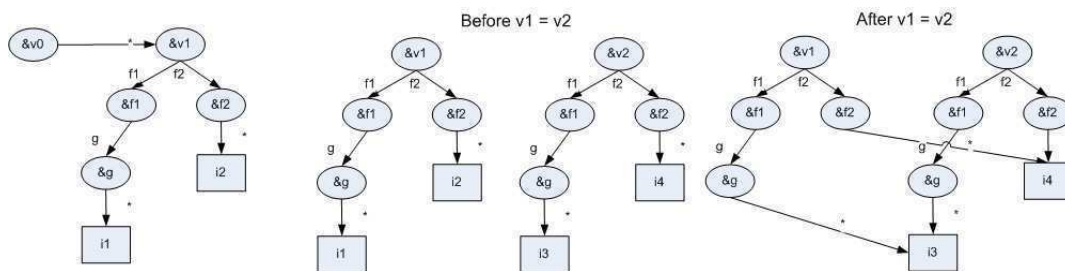 Before v1 = v2
After v1 = v2
&v0
*
&v1
f1
f2
&f1
&f2
g
*
&g
i2
*
i1
&v1
f1
f2
&f1
&f2
g
*
&g
i2
*
i1
&v2
f1
f2
&f1
&f2
g
*
&g
i4
*
i3
&v1
f1
f2
&f1
&f2
g
&g
*
&v2
f1
f2
&f1
&f2
g
*
&g
i4
*
i3